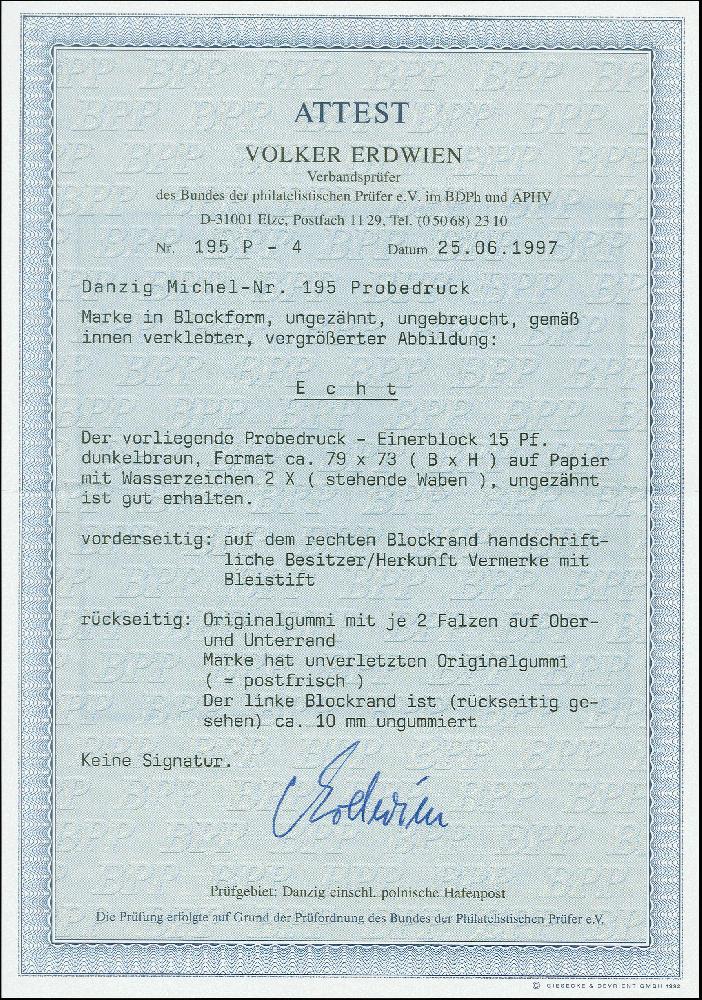 ATTEST
VOLKER ERDWIEN
Verbandsprüfer
des Bundes der philatelistischen Prüfer e.V. im BDPh und APHV
D-31001 Elze, Postfach 11 29, Tel. (0 50 68) 23 10
Nr. 195 P - 4 Datum 25.06.1997
Danzig Michel-Nr. 195 Probedruck
Marke in Blockform, ungezähnt, ungebraucht, gemäß
innen verklebter, vergrößerter Abbildung:
E c h t
Der vorliegende Probedruck - Einerblock 15 Pf.
dunkelbraun, Format ca. 79 x 73 ( B x H ) auf Papier
mit Wasserzeichen 2 X ( stehende Waben ), ungezähnt
ist gut erhalten.
vorderseitig: auf dem rechten Blockrand handschrift-
liche Besitzer/Herkunft Vermerke mit
Bleistift
rückseitig: Originalgummi mit je 2 Falzen auf Ober-
und Unterrand
Marke hat unverletzten Originalgummi
( = postfrisch )
Der linke Blockrand ist (rückseitig ge-
sehen) ca. 10 mm ungummiert
Keine Signatur.
Erdwien
Prüfgebiet: Danzig einschl. polnische Hafenpost
Die Prüfung erfolgte auf Grund der Prüfordnung des Bundes der Philatelistischen Prüfer e.V.
© GIESECKE & DEVRIENT GMBH 1992